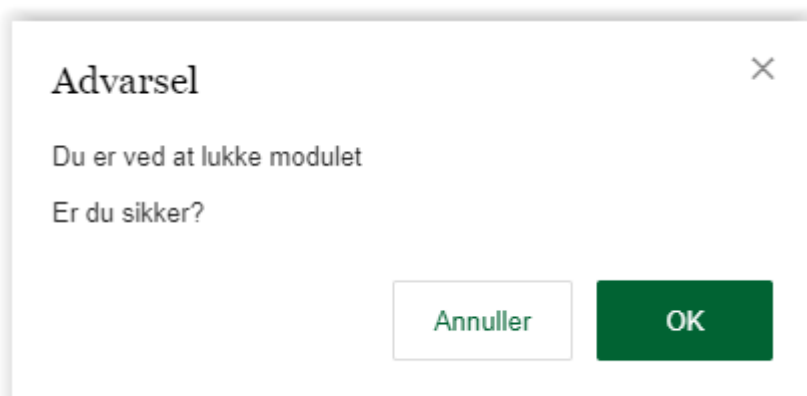 Advarsel
Du er ved at lukke modulet
Er du sikker?
Annuller
OK